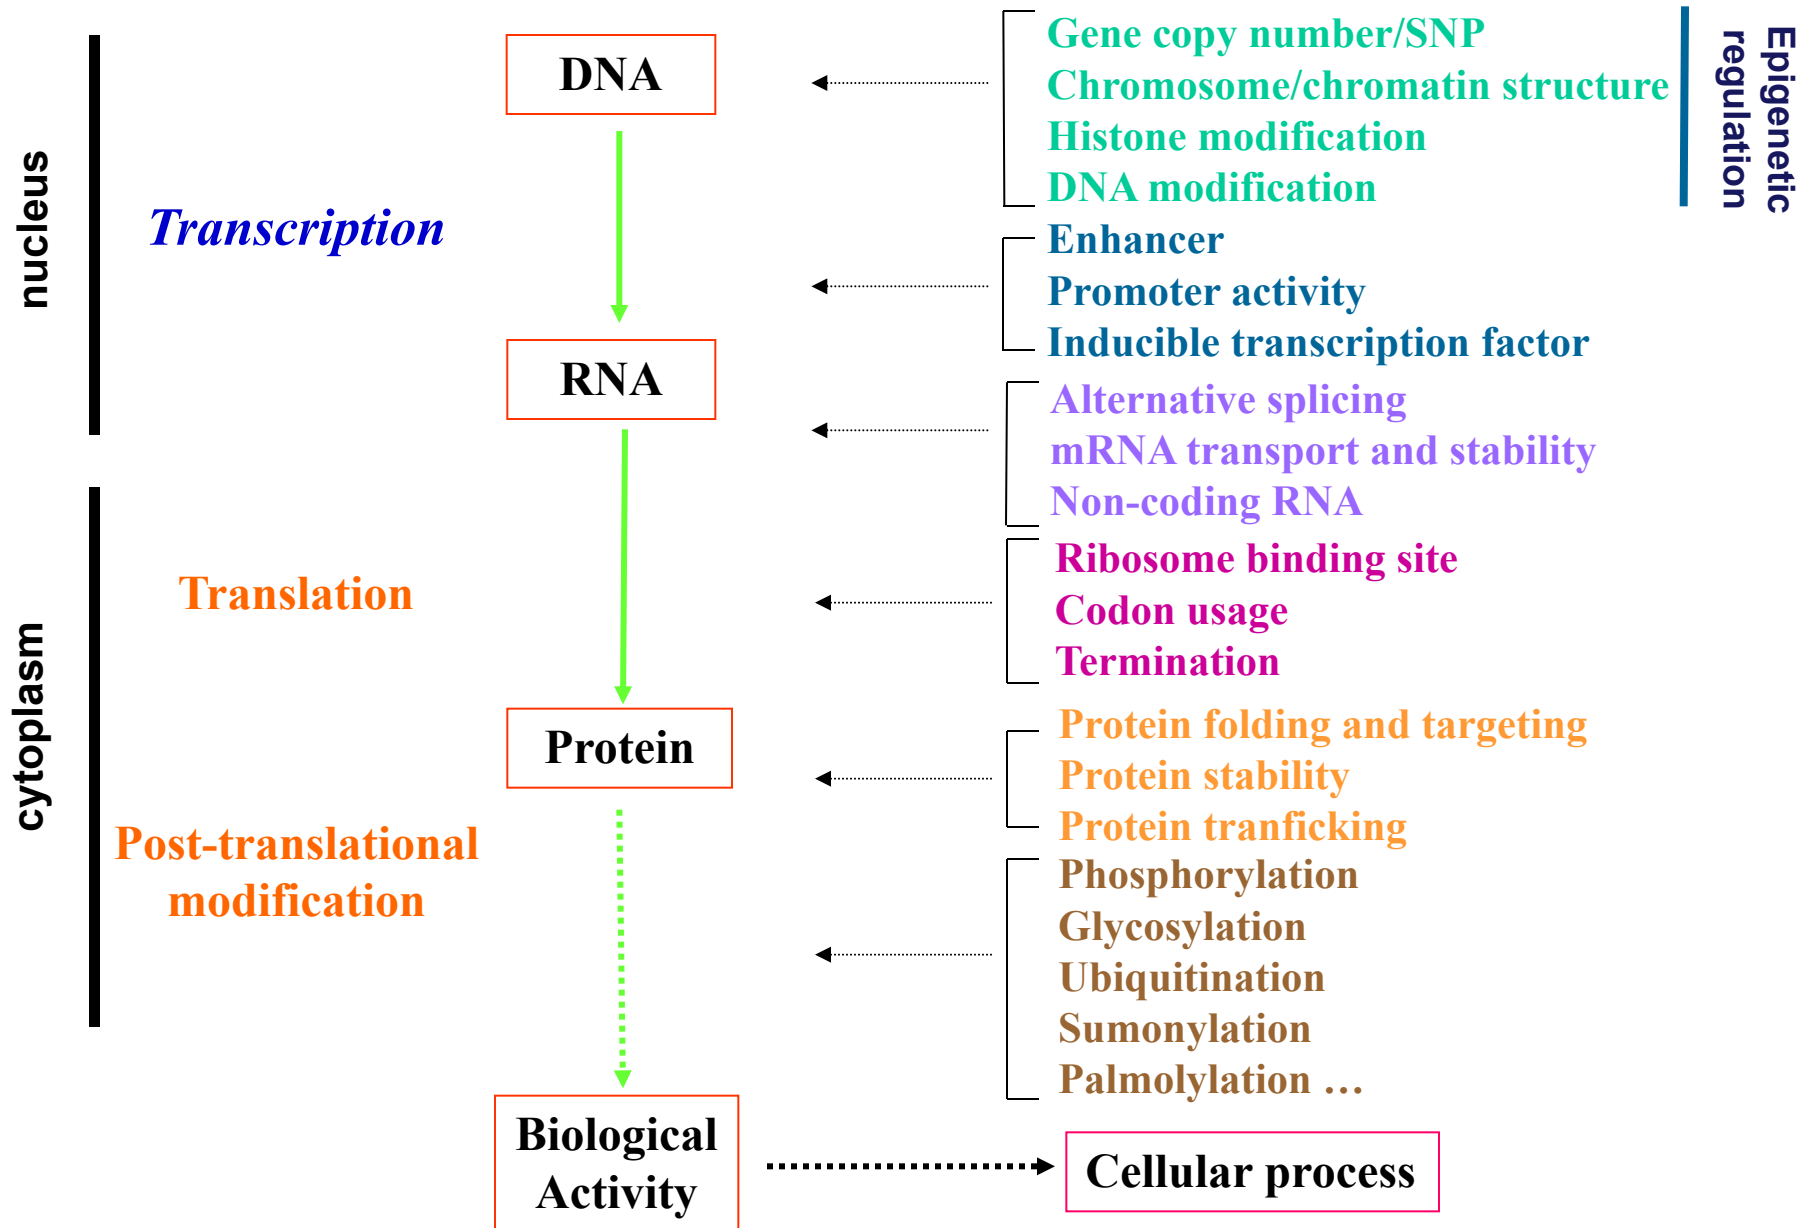 nucleus
cytoplasm
Transcription
Translation
Post-translational
modification
DNA
RNA
Protein
Biological
Activity
Cellular process
Gene copy number/SNP
Chromosome/chromatin structure
Histone modification
DNA modification
Epigenetic
regulation
Enhancer
Promoter activity
Inducible transcription factor
Alternative splicing
mRNA transport and stability
Non-coding RNA
Ribosome binding site
Codon usage
Termination
Protein folding and targeting
Protein stability
Protein tranficking
Phosphorylation
Glycosylation
Ubiquitination
Sumonylation
Palmolylation …